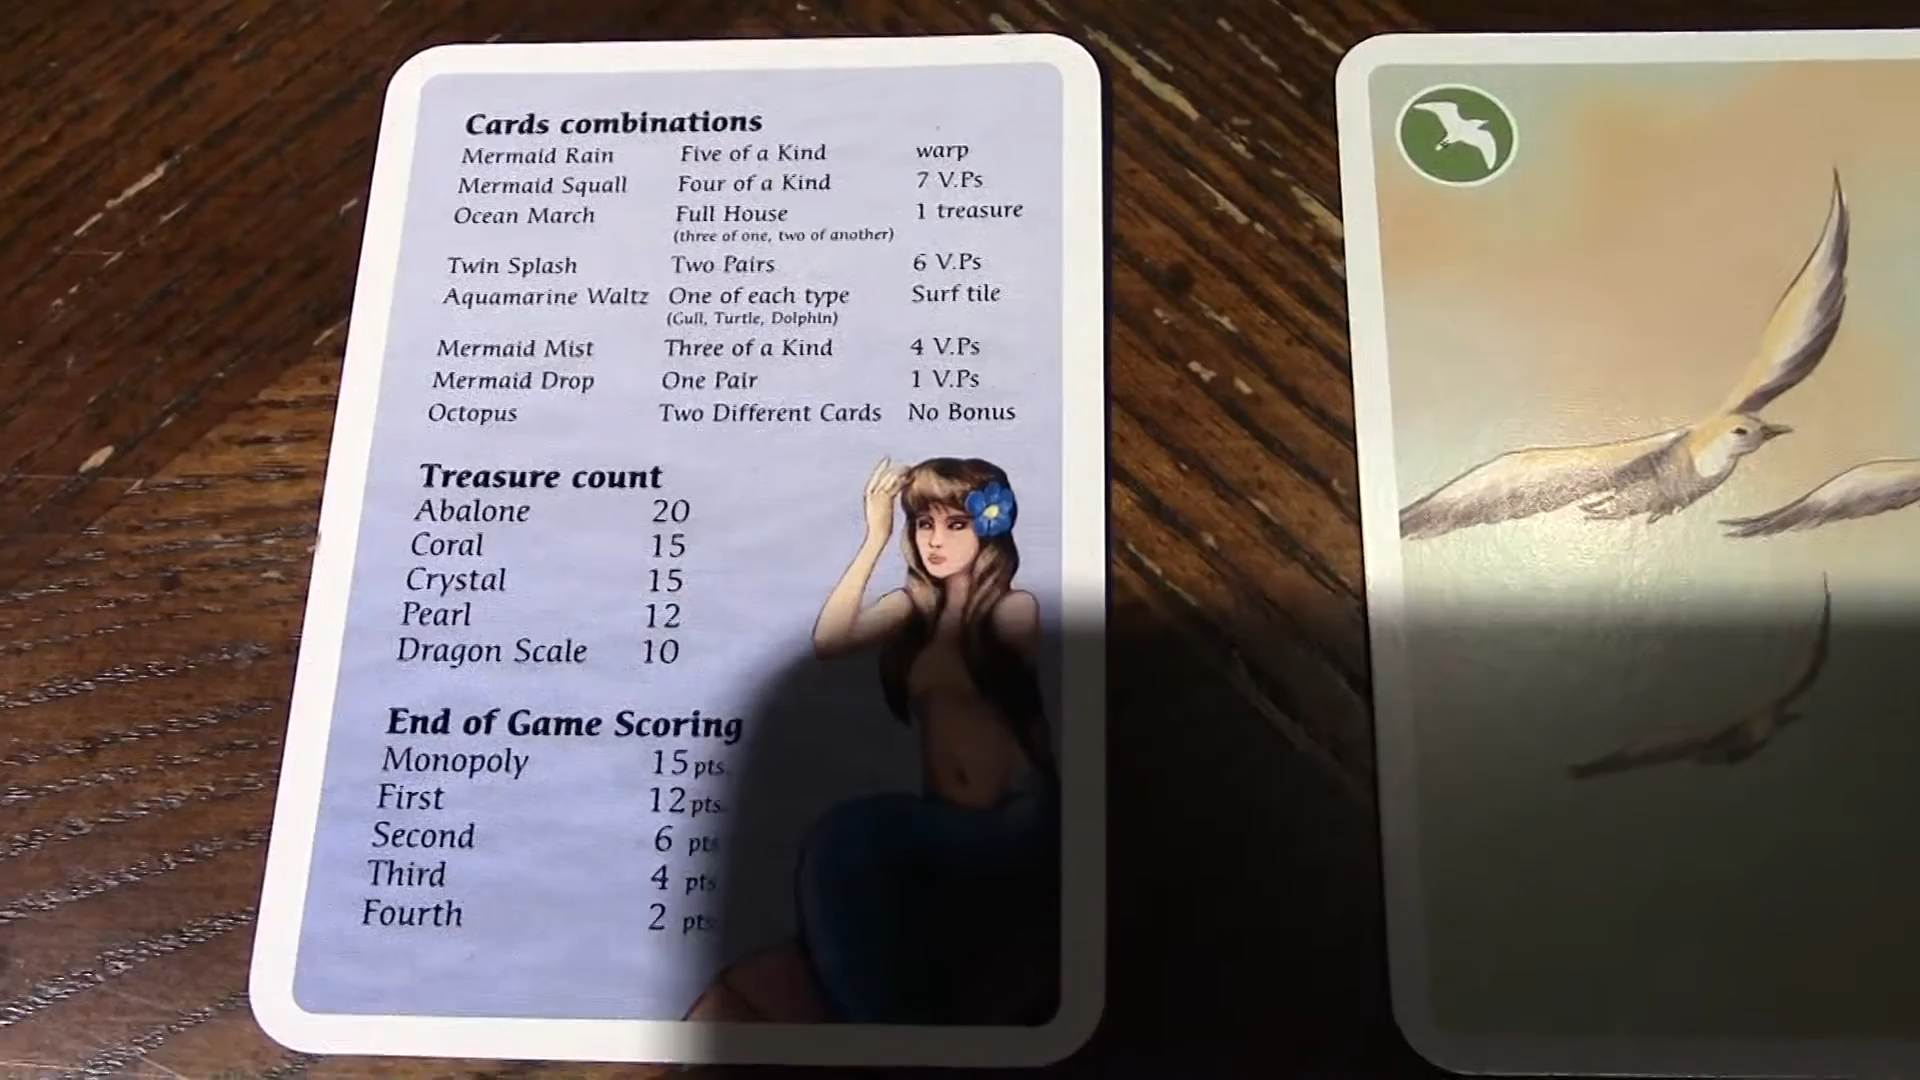 Cards combinations
Mermaid Rain Five of a Kind warp
Mermaid Squall Four of a Kind 7 V.Ps
Ocean March Full House 1 treasure
(three of one, two of another)
Twin Splash Two Pairs 6 V.Ps
Aquamarine Waltz One of each type Surf tile
(Gull, Turtle, Dolphin)
Mermaid Mist Three of a Kind 4 V.Ps
Mermaid Drop One Pair 1 V.Ps
Octopus Two Different Cards No Bonus
Treasure count
Abalone 20
Coral 15
Crystal 15
Pearl 12
Dragon Scale 10
End of Game Scoring
Monopoly 15 pts
First 12 pts
Second 6 pts
Third 4 pts
Fourth 2 pts